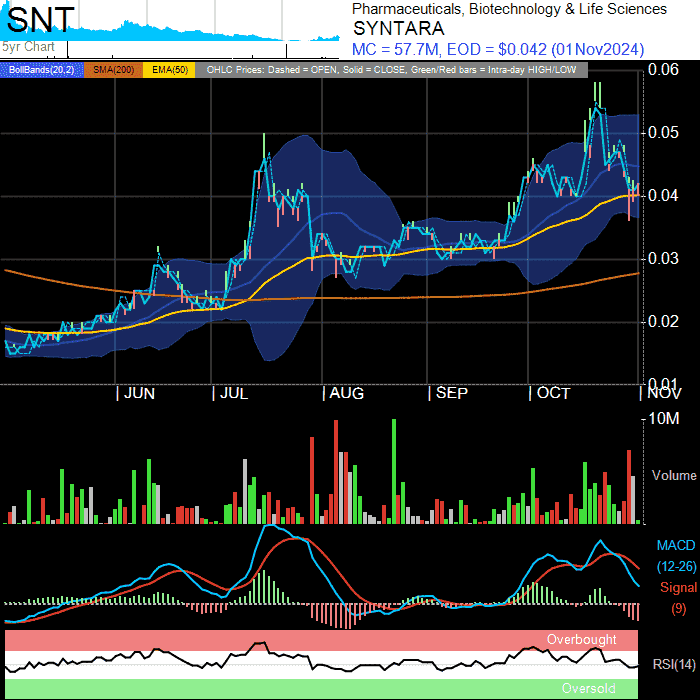 SNT
5yr Chart
Pharmaceuticals, Biotechnology & Life Sciences
SYNTARA
MC = 57.7M, EOD = $0.042 (01Nov2024)
BollBands(20,2) SMA(200) EMA(50) OHLC Prices: Dashed = OPEN, Solid = CLOSE, Green/Red bars = Intra-day HIGH/LOW
0.06
0.05
0.04
0.03
0.02
0.01
| JUN | JUL | AUG | SEP | OCT | NOV
10M
Volume
MACD
(12-26)
Signal
(9)
Overbought
RSI(14)
Oversold